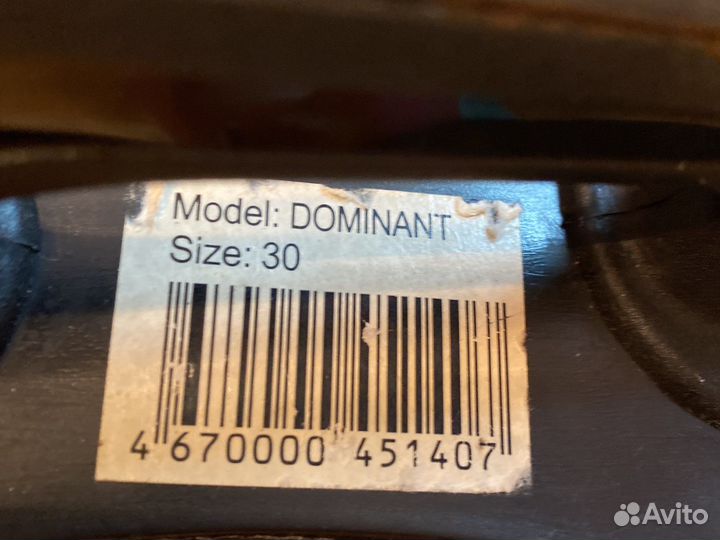 Model: DOMINANT
Size: 30
4 670000 451407
Avito